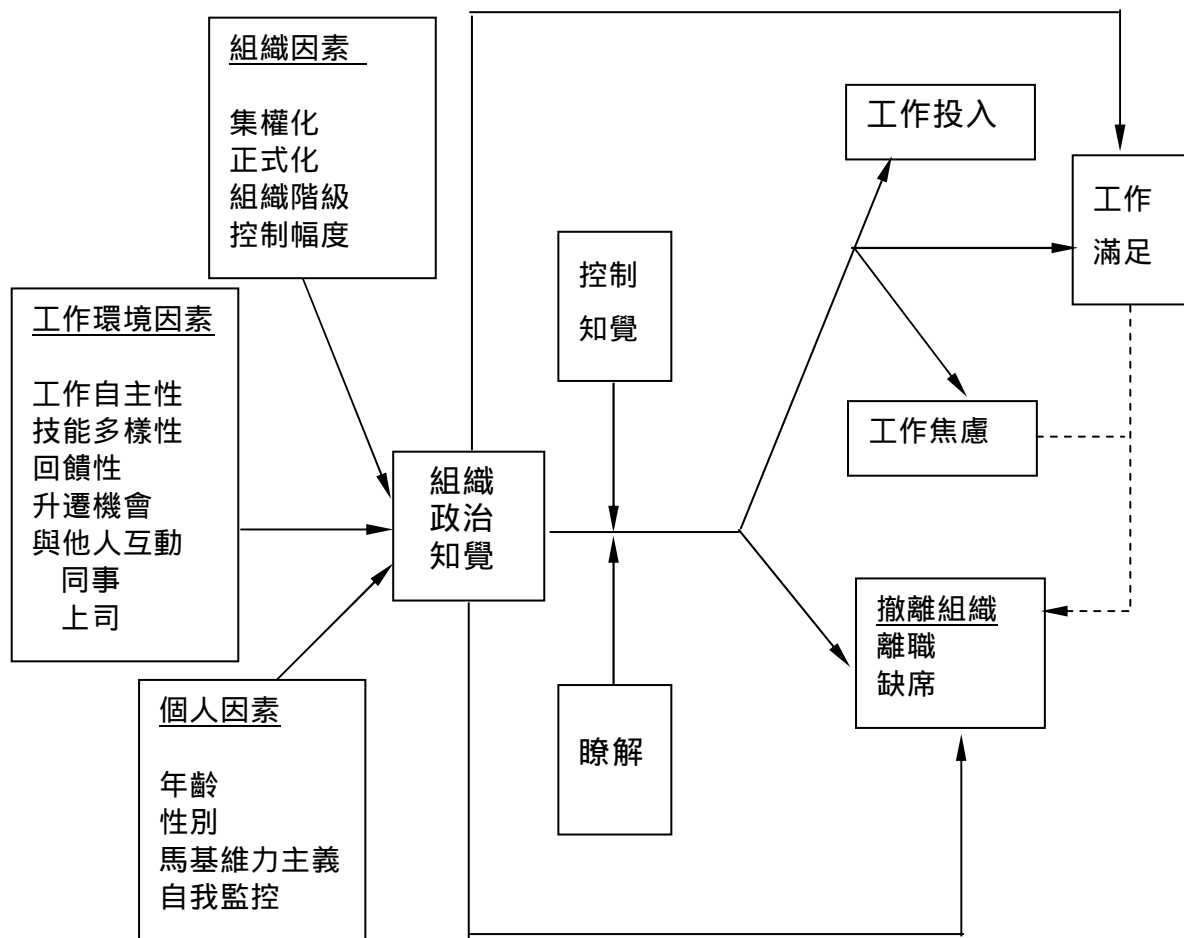 組織因素
集權化
正式化
組織階級
控制幅度
工作環境因素
工作自主性
技能多樣性
回饋性
升遷機會
與他人互動
同事
上司
個人因素
年齡
性別
馬基維力主義
自我監控
組織
政治
知覺
控制
知覺
瞭解
工作投入
工作
滿足
工作焦慮
撤離組織
離職
缺席